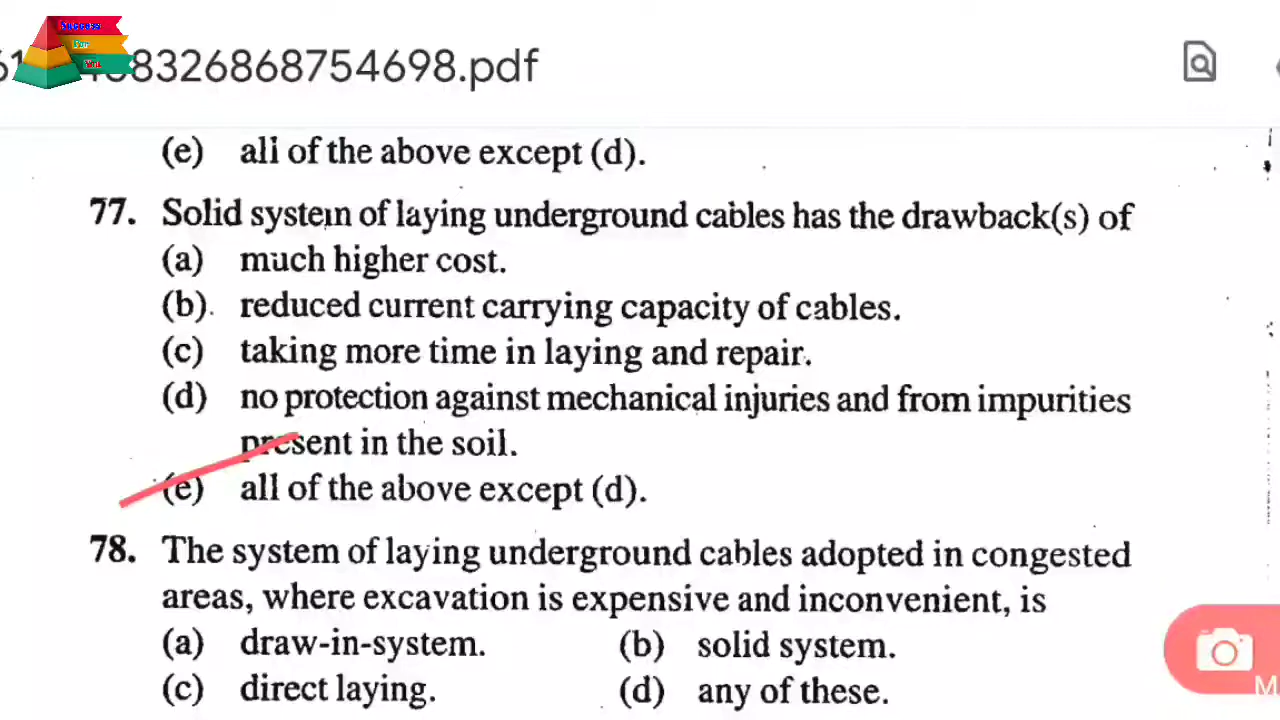 Success
For
You
8326868754698.pdf
(e) all of the above except (d).
77. Solid system of laying underground cables has the drawback(s) of
(a) much higher cost.
(b). reduced current carrying capacity of cables.
(c) taking more time in laying and repair.
(d) no protection against mechanical injuries and from impurities
present in the soil.
(e) all of the above except (d).
78. The system of laying underground cables adopted in congested
areas, where excavation is expensive and inconvenient, is
(a) draw-in-system. (b) solid system.
(c) direct laying. (d) any of these.
M